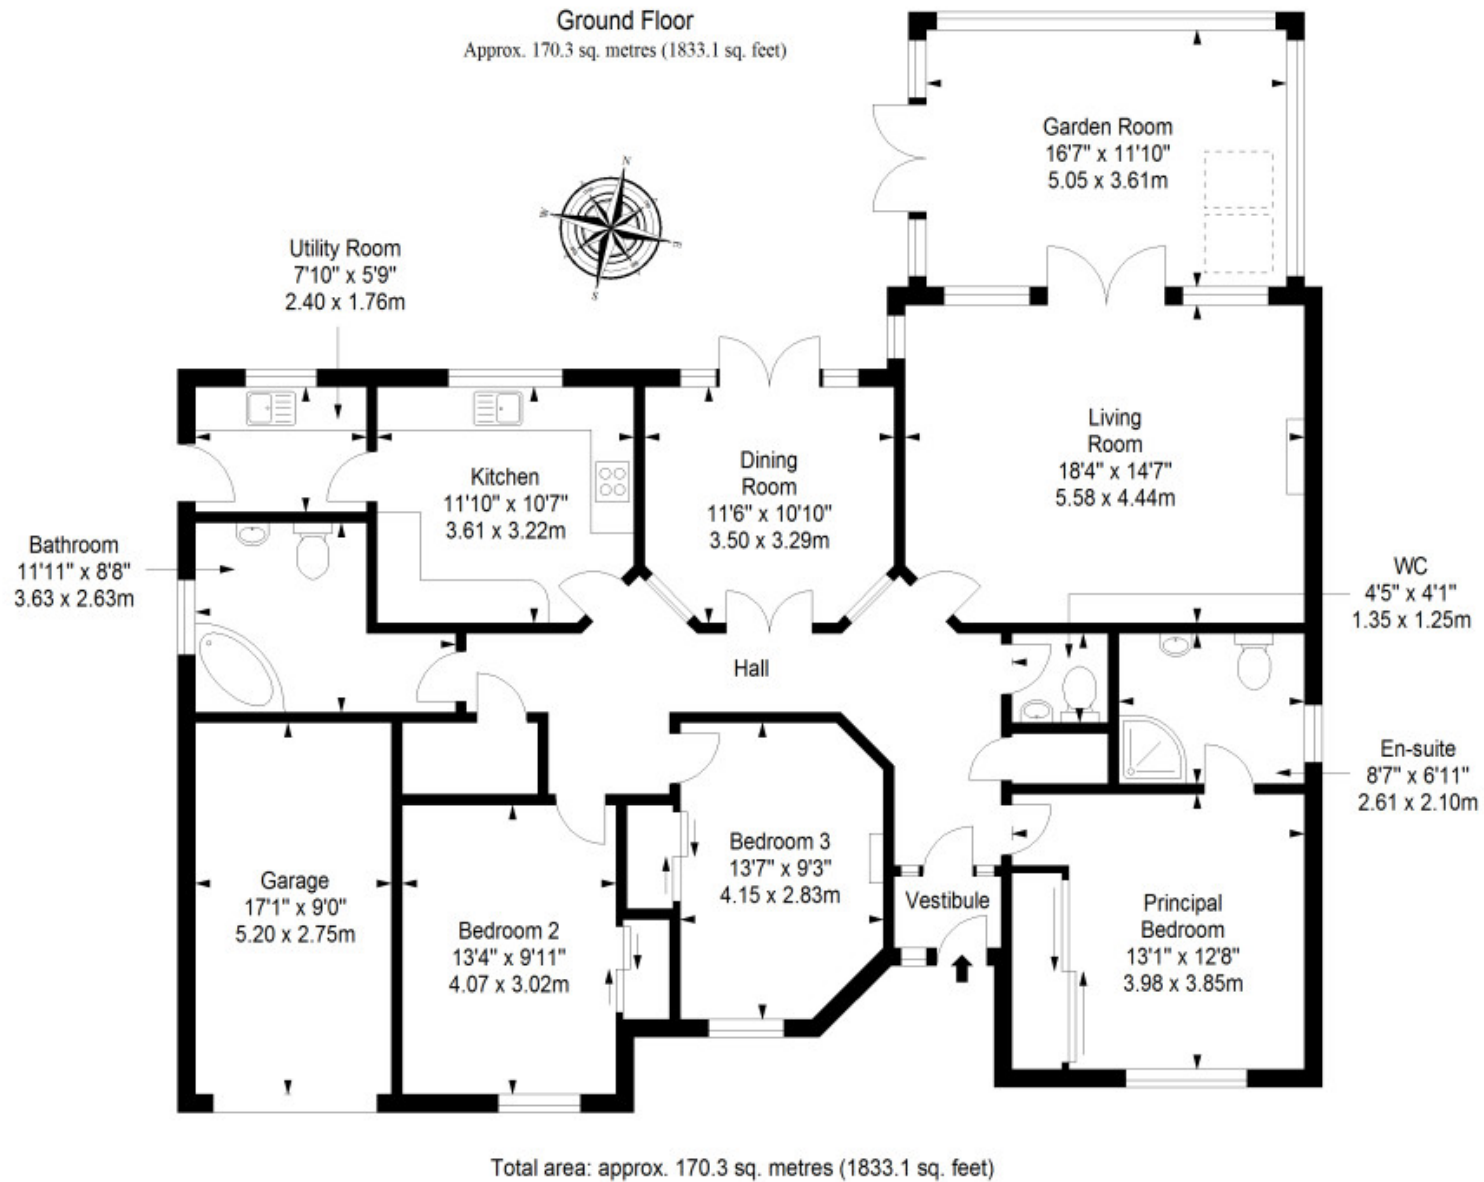 Ground Floor
Approx. 170.3 sq. metres (1833.1 sq. feet)
Garden Room
16'7" x 11'10"
5.05 x 3.61m
N
W
E
S
Utility Room
7'10" x 5'9"
2.40 x 1.76m
Living
Room
18'4" x 14'7"
5.58 x 4.44m
Dining
Room
11'6" x 10'10"
3.50 x 3.29m
Kitchen
11'10" x 10'7"
3.61 x 3.22m
Bathroom
11'11" x 8'8"
3.63 x 2.63m
WC
4'5" x 4'1"
1.35 x 1.25m
Hall
En-suite
8'7" x 6'11"
2.61 x 2.10m
Bedroom 3
13'7" x 9'3"
4.15 x 2.83m
Garage
17'1" x 9'0"
5.20 x 2.75m
Vestibule
Principal
Bedroom
13'1" x 12'8"
3.98 x 3.85m
Bedroom 2
13'4" x 9'11"
4.07 x 3.02m
Total area: approx. 170.3 sq. metres (1833.1 sq. feet)